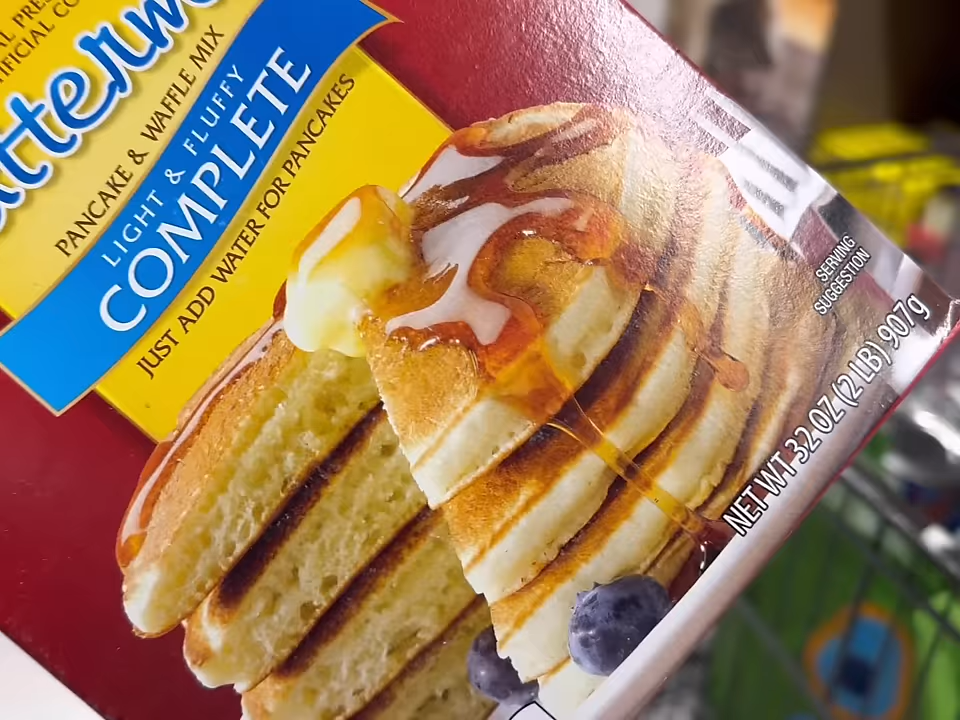 PANCAKE & WAFFLE MIX
LIGHT & FLUFFY
COMPLETE
JUST ADD WATER FOR PANCAKES
SERVING
SUGGESTION
NET WT 32 OZ (2 LB) 907g